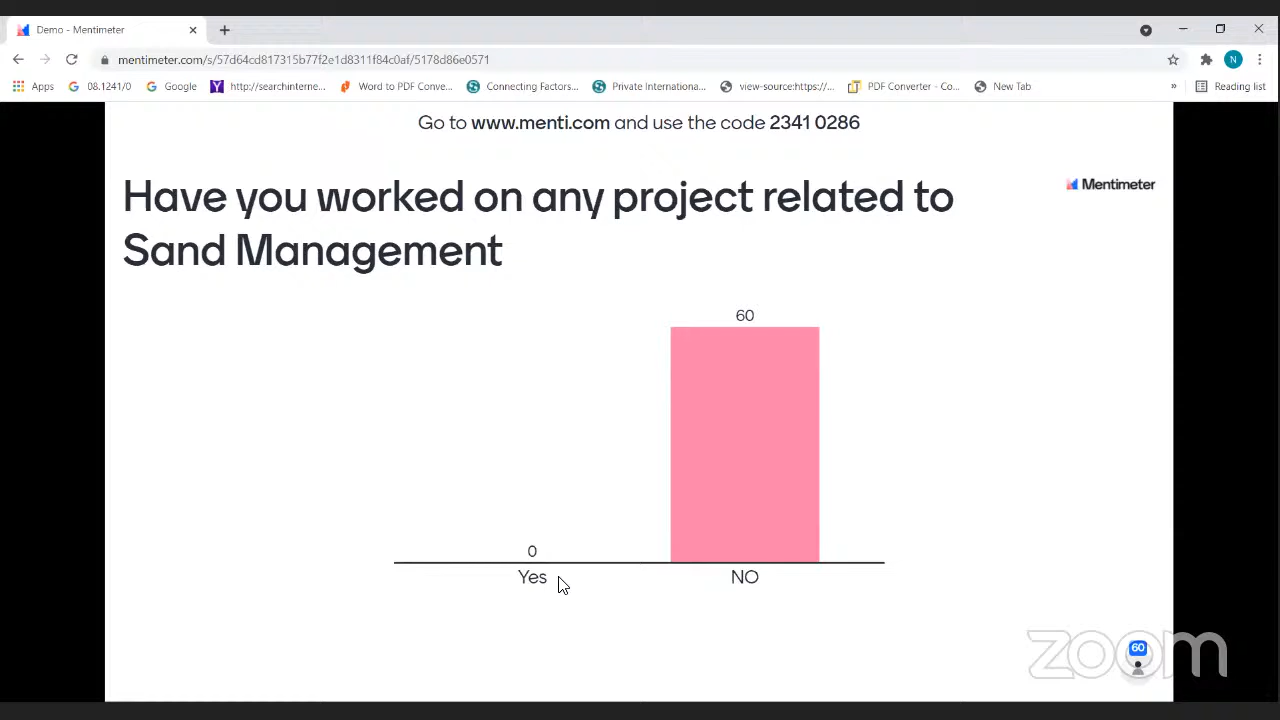 Demo - Mentimeter
mentimeter.com/s/57d64cd817315b77f2e1d8311f84c0af/5178d86e0571
N
Apps
08.1241/0
Google
http://searchinterne...
Word to PDF Conve...
Connecting Factors...
Private Internationa...
view-source:https://...
PDF Converter - Co...
New Tab
»
Reading list
Go to www.menti.com and use the code 2341 0286
Have you worked on any project related to
Sand Management
Mentimeter
60
0
Yes
NO
60
zoom